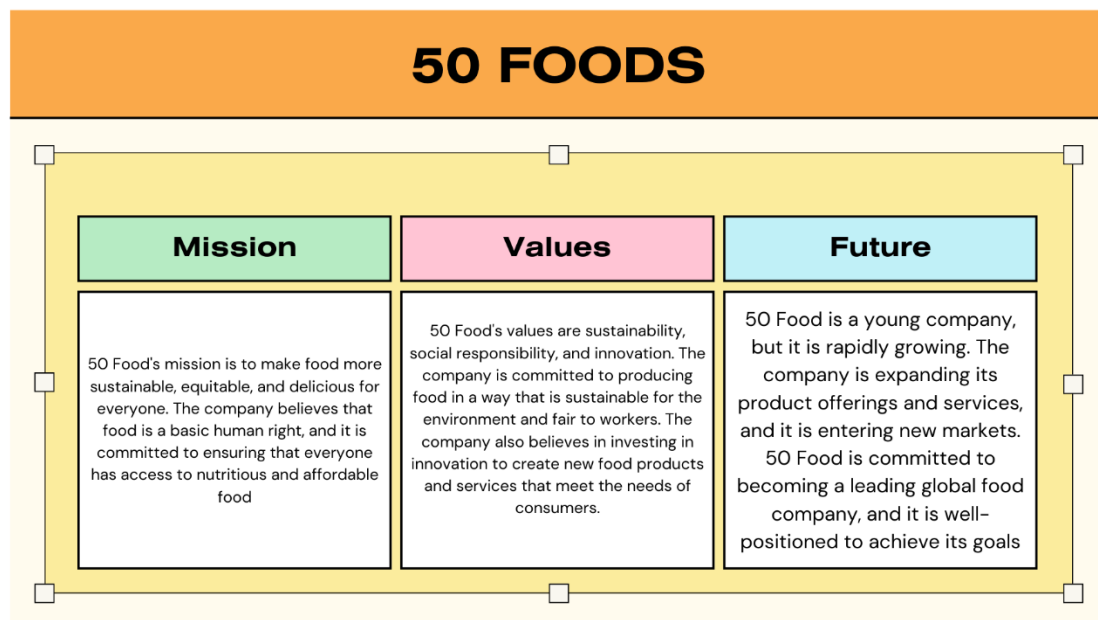 50 FOODS
Mission
50 Food's mission is to make food more
sustainable, equitable, and delicious for
everyone. The company believes that
food is a basic human right, and it is
committed to ensuring that everyone
has access to nutritious and affordable
food
Values
50 Food's values are sustainability,
social responsibility, and innovation. The
company is committed to producing
food in a way that is sustainable for the
environment and fair to workers. The
company also believes in investing in
innovation to create new food products
and services that meet the needs of
consumers.
Future
50 Food is a young company,
but it is rapidly growing. The
company is expanding its
product offerings and services,
and it is entering new markets.
50 Food is committed to
becoming a leading global food
company, and it is well-
positioned to achieve its goals